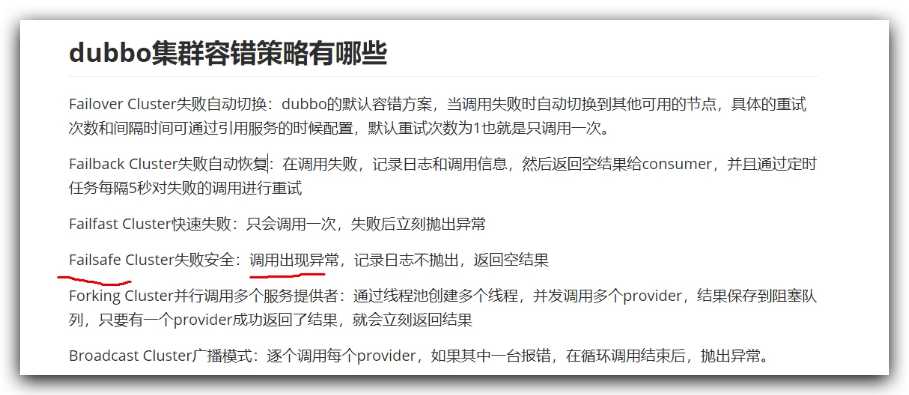 dubbo集群容错策略有哪些
Failover Cluster失败自动切换：dubbo的默认容错方案，当调用失败时自动切换到其他可用的节点，具体的重试
次数和间隔时间可通过引用服务的时候配置，默认重试次数为1也就是只调用一次。
Failback Cluster失败自动恢复：在调用失败，记录日志和调用信息，然后返回空结果给consumer，并且通过定时
任务每隔5秒对失败的调用进行重试
Failfast Cluster快速失败：只会调用一次，失败后立刻抛出异常
Failsafe Cluster失败安全：调用出现异常，记录日志不抛出，返回空结果
Forking Cluster并行调用多个服务提供者：通过线程池创建多个线程，并发调用多个provider，结果保存到阻塞队
列，只要有一个provider成功返回了结果，就会立刻返回结果
Broadcast Cluster广播模式：逐个调用每个provider，如果其中一台报错，在循环调用结束后，抛出异常。